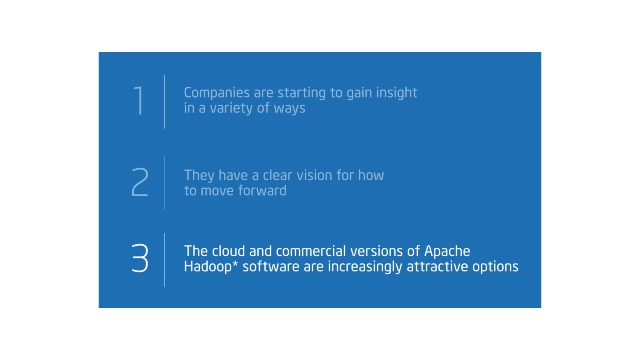 1
Companies are starting to gain insight
in a variety of ways
2
They have a clear vision for how
to move forward
3
The cloud and commercial versions of Apache
Hadoop* software are increasingly attractive options